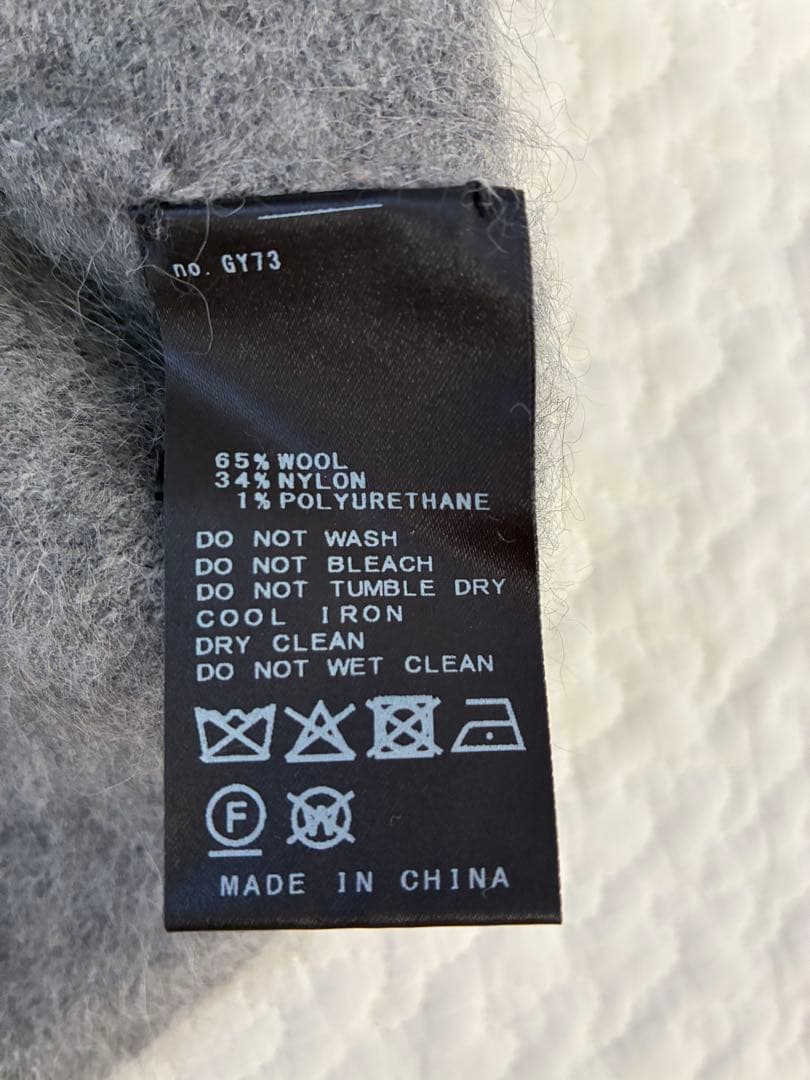 no. GY73
65% WOOL
34% NYLON
1% POLYURETHANE
DO NOT WASH
DO NOT BLEACH
DO NOT TUMBLE DRY
COOL IRON
DRY CLEAN
DO NOT WET CLEAN
F W
MADE IN CHINA